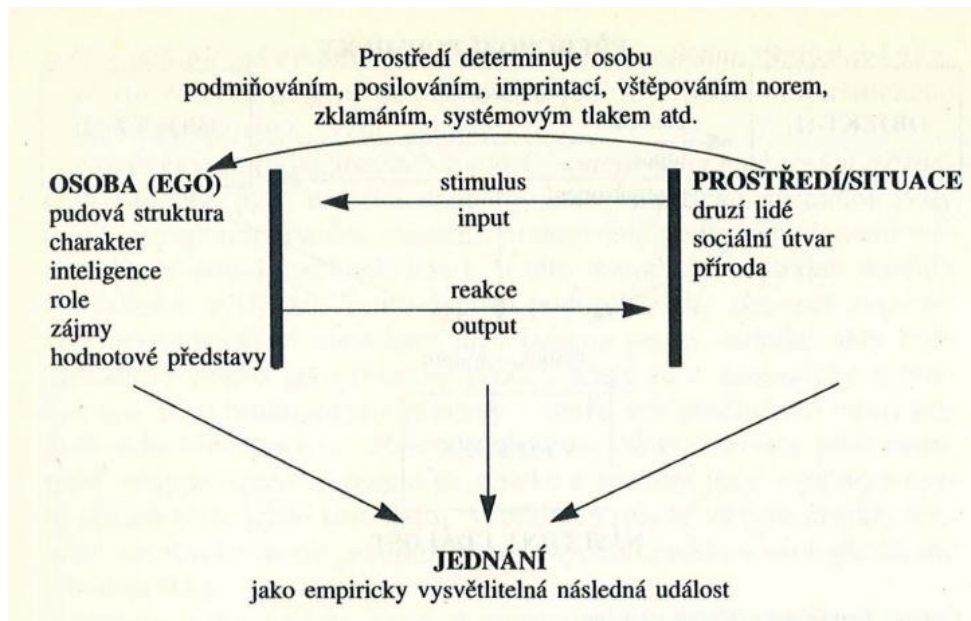 Prostředí determinuje osobu
podmiňováním, posilováním, imprintací, vštěpováním norem,
zklamáním, systémovým tlakem atd.
OSOBA (EGO)
pudová struktura
charakter
inteligence
role
zájmy
hodnotové představy
stimulus
input
reakce
output
PROSTŘEDÍ/SITUACE
druzí lidé
sociální útvar
příroda
JEDNÁNÍ
jako empiricky vysvětlitelná následná událost